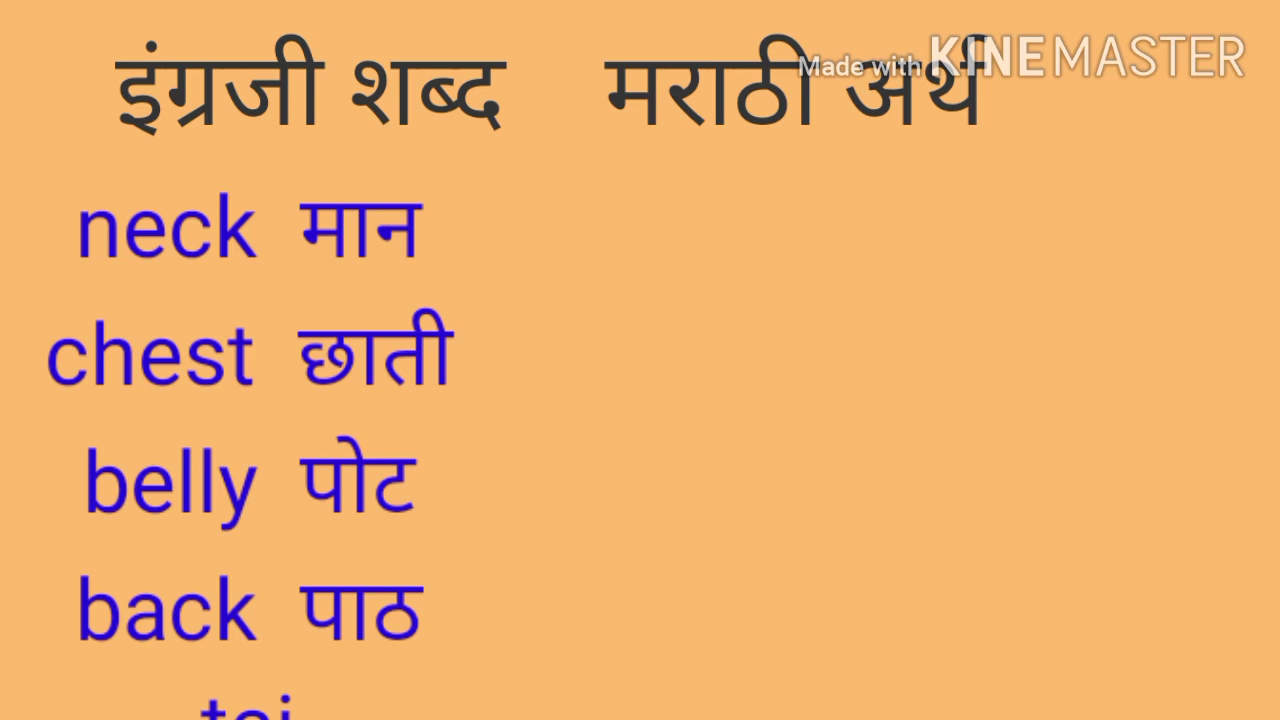 इंग्रजी शब्द मराठी अर्थ
Made with KINEMASTER
neck मान
chest छाती
belly पोट
back पाठ